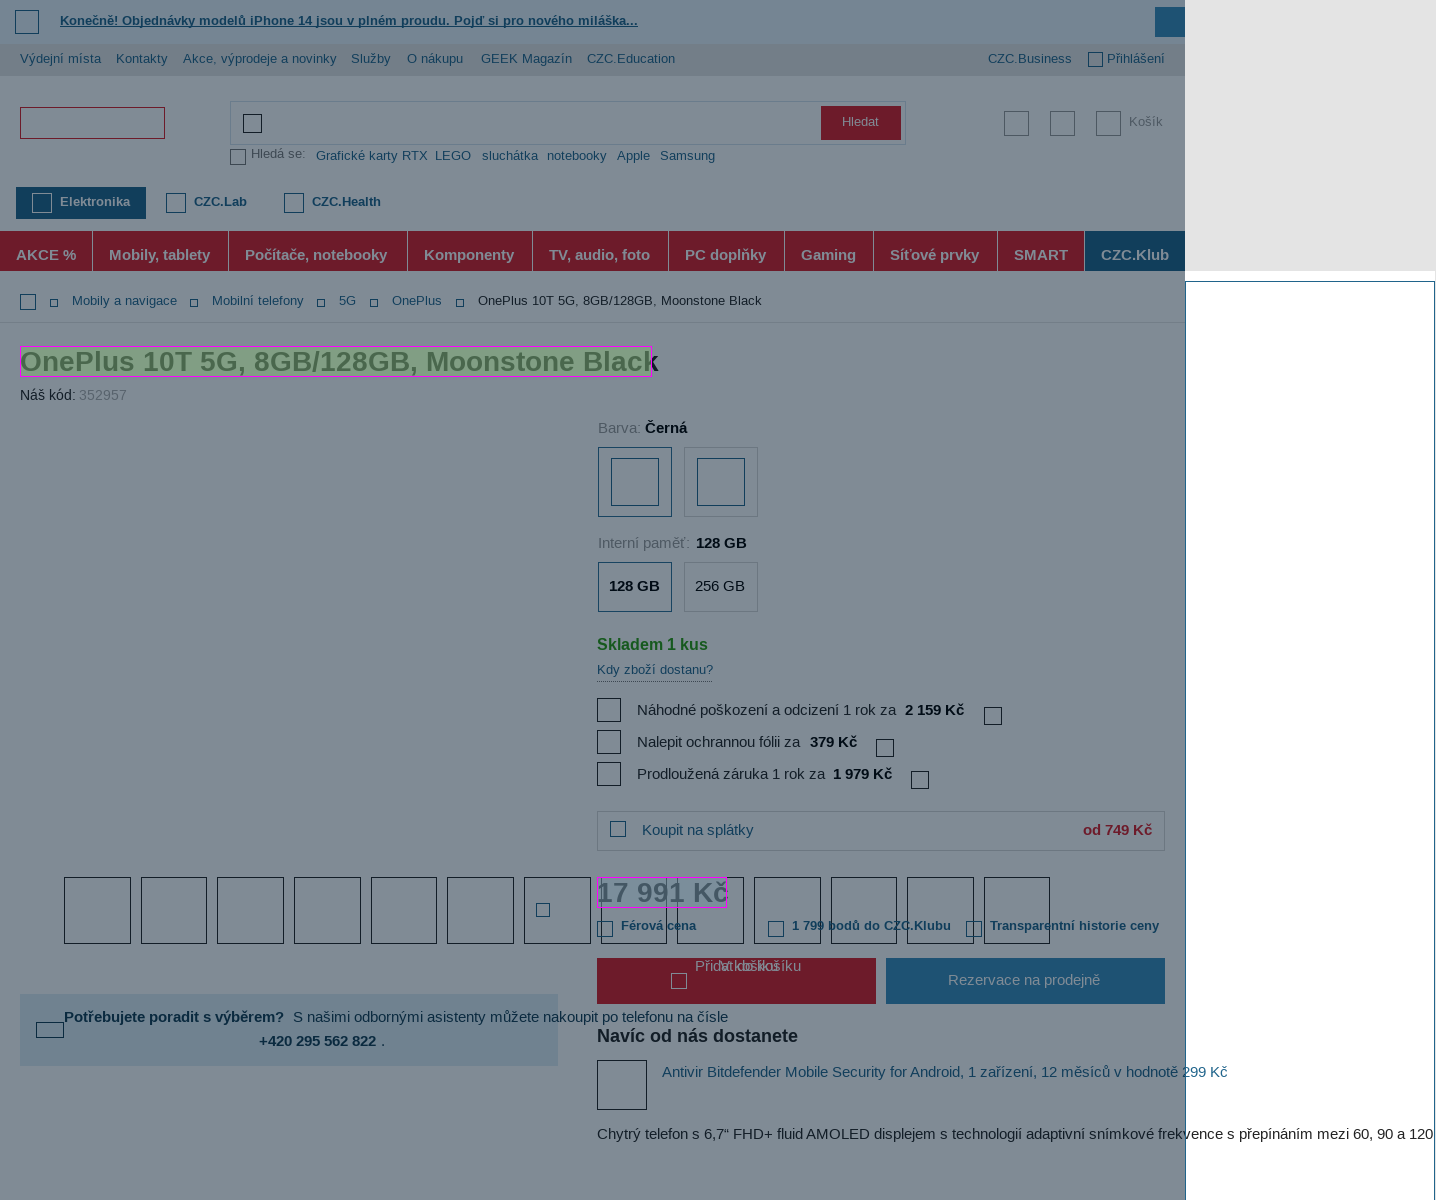 Konečně! Objednávky modelů iPhone 14 jsou v plném proudu. Pojď si pro nového miláška...
Výdejní místa Kontakty Akce, výprodeje a novinky Služby O nákupu GEEK Magazín CZC.Education CZC.Business Přihlášení
Hledat Košík
Hledá se: Grafické karty RTX LEGO sluchátka notebooky Apple Samsung
Elektronika CZC.Lab CZC.Health
AKCE % Mobily, tablety Počítače, notebooky Komponenty TV, audio, foto PC doplňky Gaming Síťové prvky SMART CZC.Klub
Mobily a navigace Mobilní telefony 5G OnePlus OnePlus 10T 5G, 8GB/128GB, Moonstone Black
OnePlus 10T 5G, 8GB/128GB, Moonstone Black
Náš kód: 352957
Barva: Černá
Interní paměť: 128 GB
128 GB 256 GB
Skladem 1 kus
Kdy zboží dostanu?
Náhodné poškození a odcizení 1 rok za 2 159 Kč
Nalepit ochrannou fólii za 379 Kč
Prodloužená záruka 1 rok za 1 979 Kč
Koupit na splátky od 749 Kč
17 991 Kč
Férová cena 1 799 bodů do CZC.Klubu Transparentní historie ceny
Přidat do košíku V košíku
Rezervace na prodejně
Potřebujete poradit s výběrem? S našimi odbornými asistenty můžete nakoupit po telefonu na čísle
+420 295 562 822 .
Navíc od nás dostanete
Antivir Bitdefender Mobile Security for Android, 1 zařízení, 12 měsíců v hodnotě 299 Kč
Chytrý telefon s 6,7“ FHD+ fluid AMOLED displejem s technologií adaptivní snímkové frekvence s přepínáním mezi 60, 90 a 120